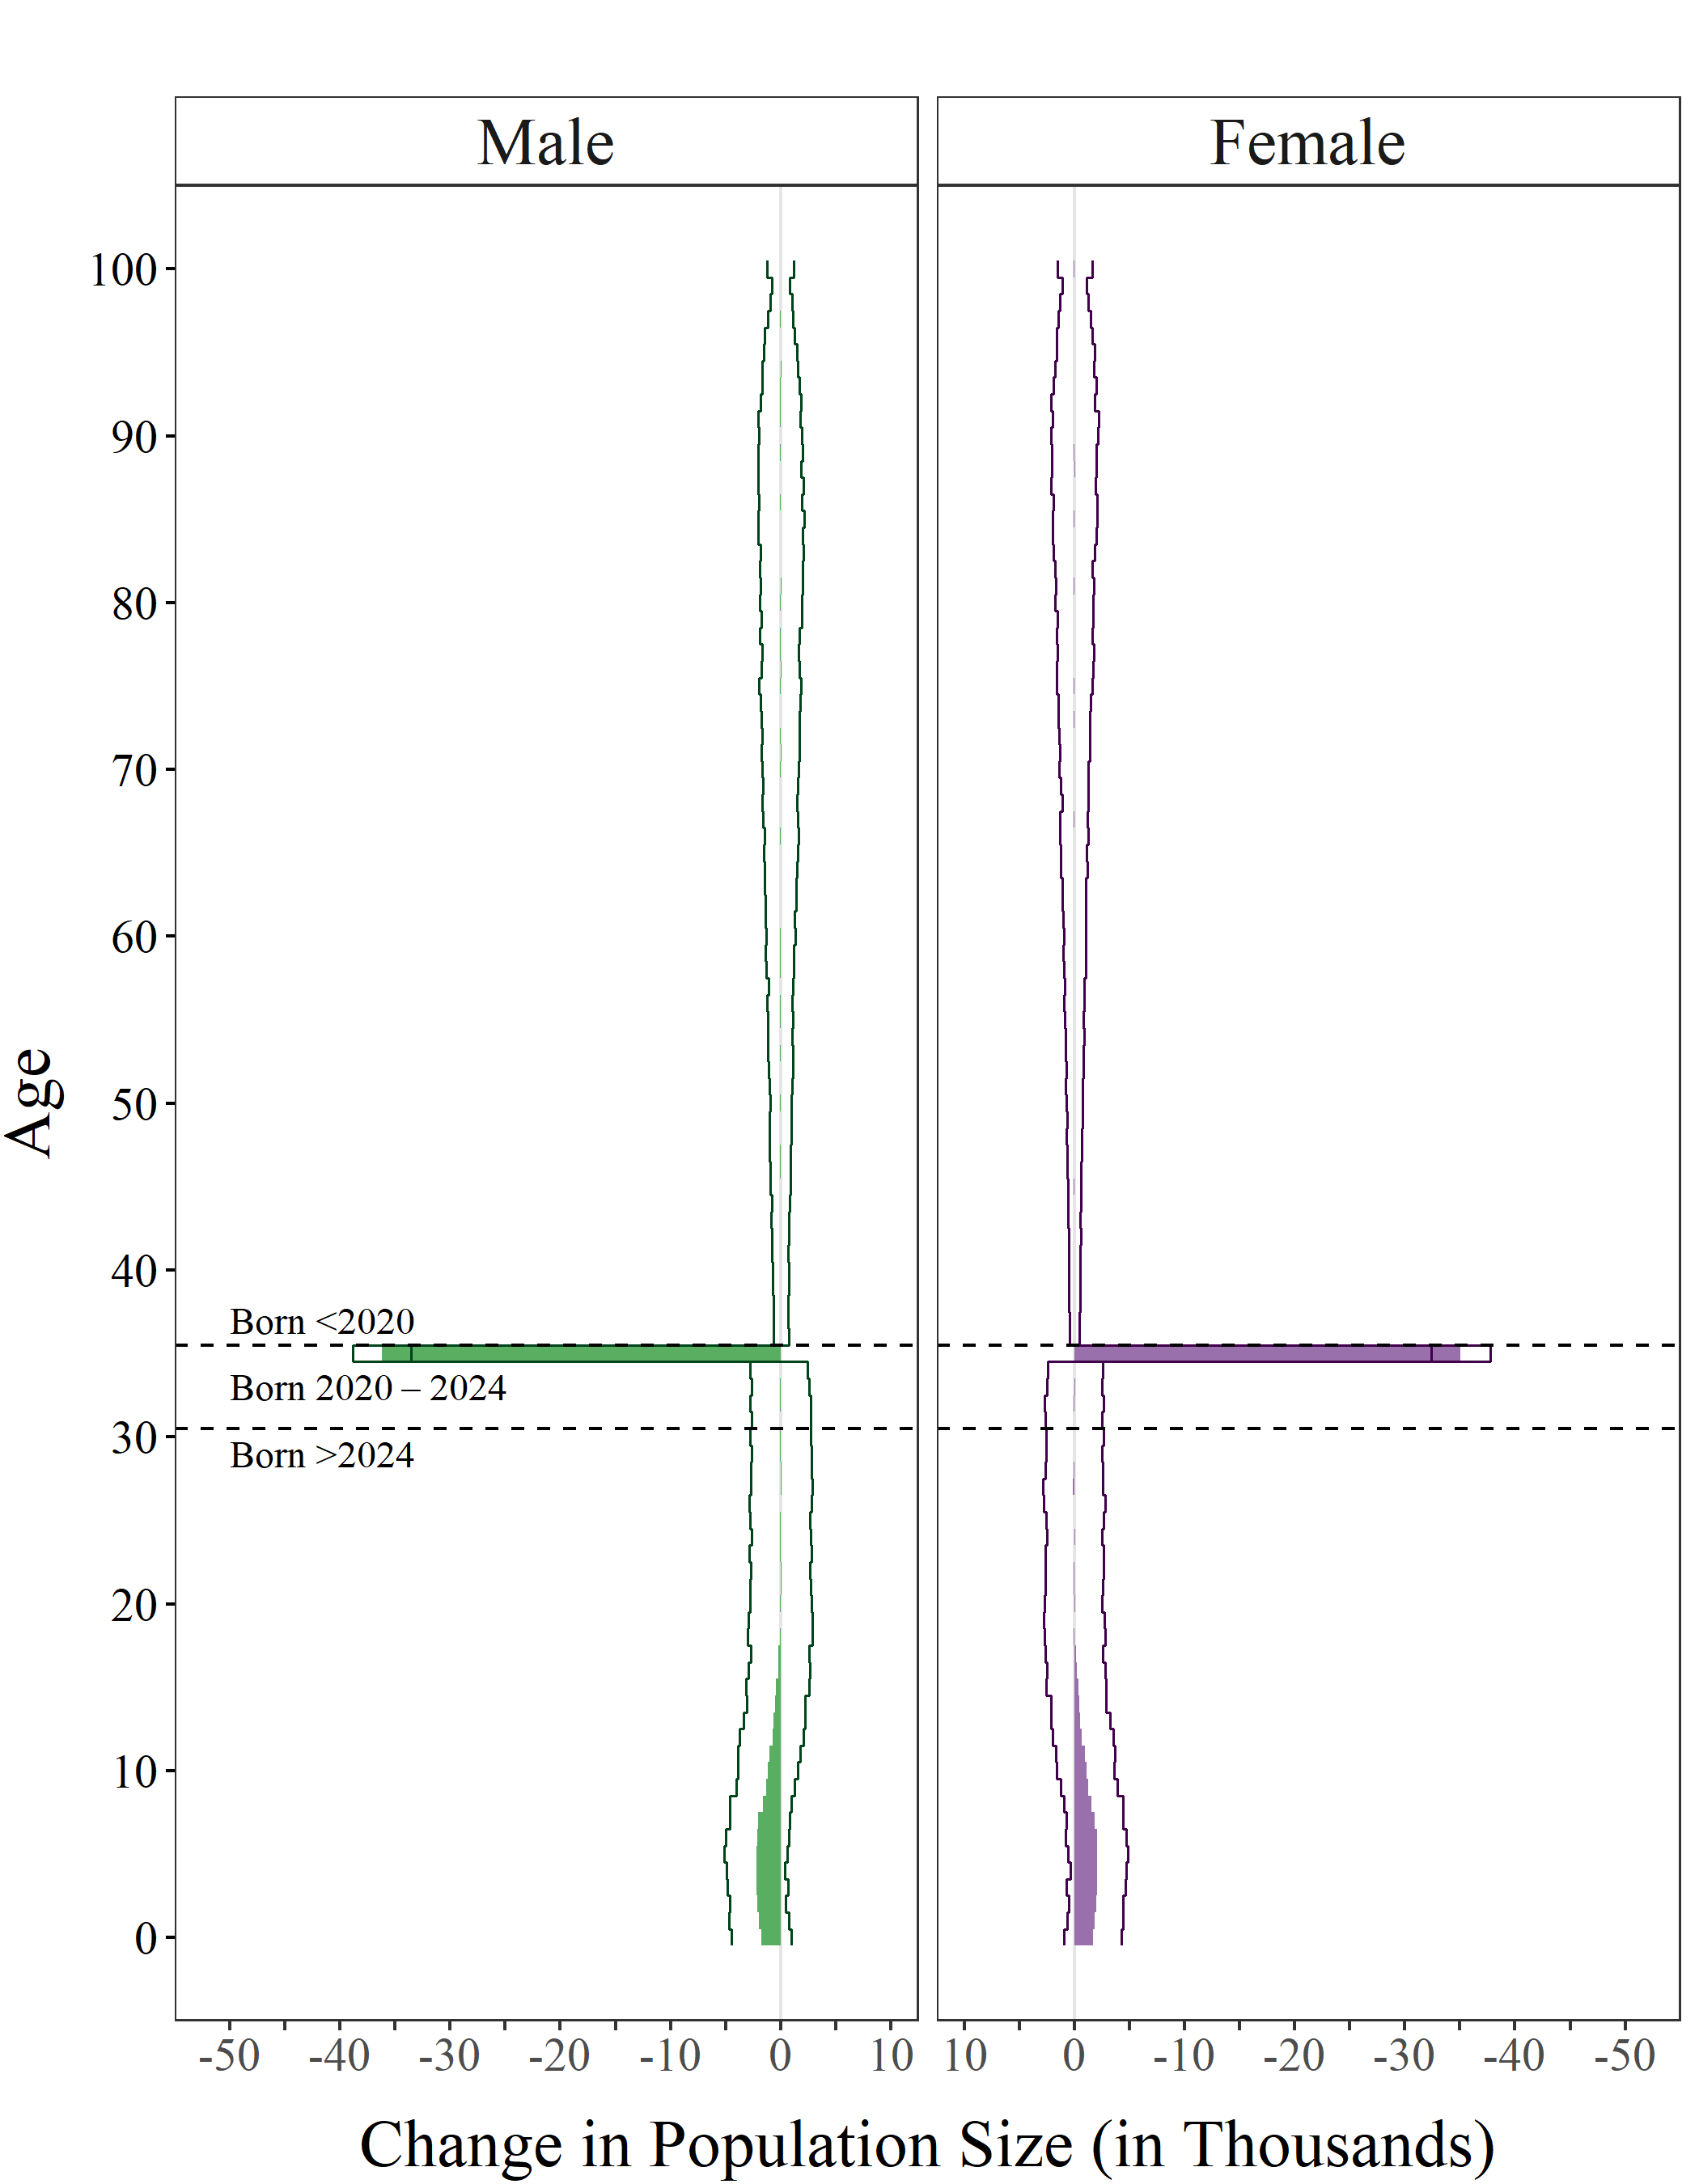 Male Female
100
90
80
70
60
50
40
Born <2020
Born 2020 – 2024
30
Born >2024
20
10
0
Age
-50 -40 -30 -20 -10 0 10 10 0 -10 -20 -30 -40 -50
Change in Population Size (in Thousands)